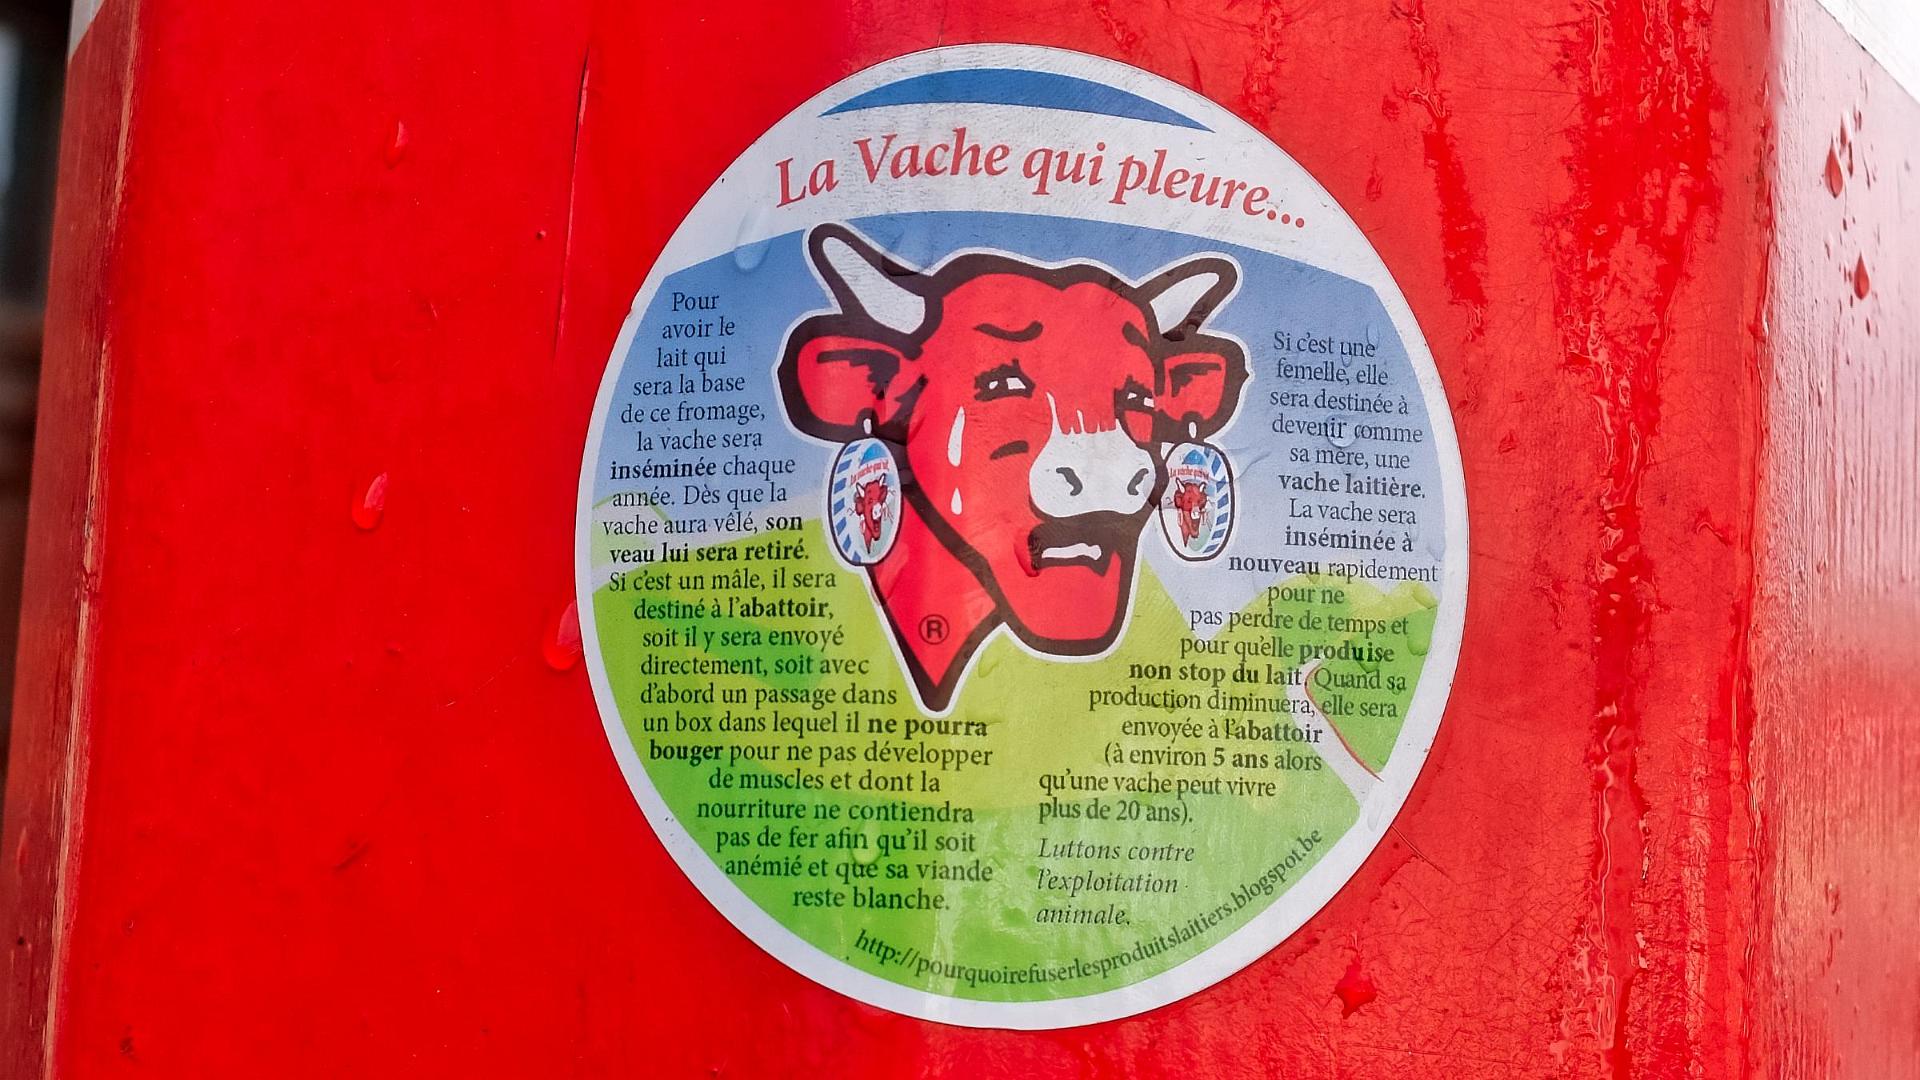 La Vache qui pleure...
Pour
avoir le
lait qui
sera la base
de ce fromage,
la vache sera
inséminée chaque
année. Dès que la
vache aura vêlé, son
veau lui sera retiré.
Si c'est un mâle, il sera
destiné à l'abattoir,
soit il y sera envoyé
directement, soit avec
d'abord un passage dans
un box dans lequel il ne pourra
bouger pour ne pas développer
de muscles et dont la
nourriture ne contiendra
pas de fer afin qu'il soit
anémié et que sa viande
reste blanche.
Si c'est une
femelle, elle
sera destinée à
devenir comme
sa mère, une
vache laitière.
La vache sera
inséminée à
nouveau rapidement
pour ne
pas perdre de temps et
pour qu'elle produise
non stop du lait. Quand sa
production diminuera, elle sera
envoyée à l'abattoir
(à environ 5 ans alors
qu'une vache peut vivre
plus de 20 ans).
Luttons contre
l'exploitation
animale.
http://pourquoirefuserlesproduitslaitiers.blogspot.be
®